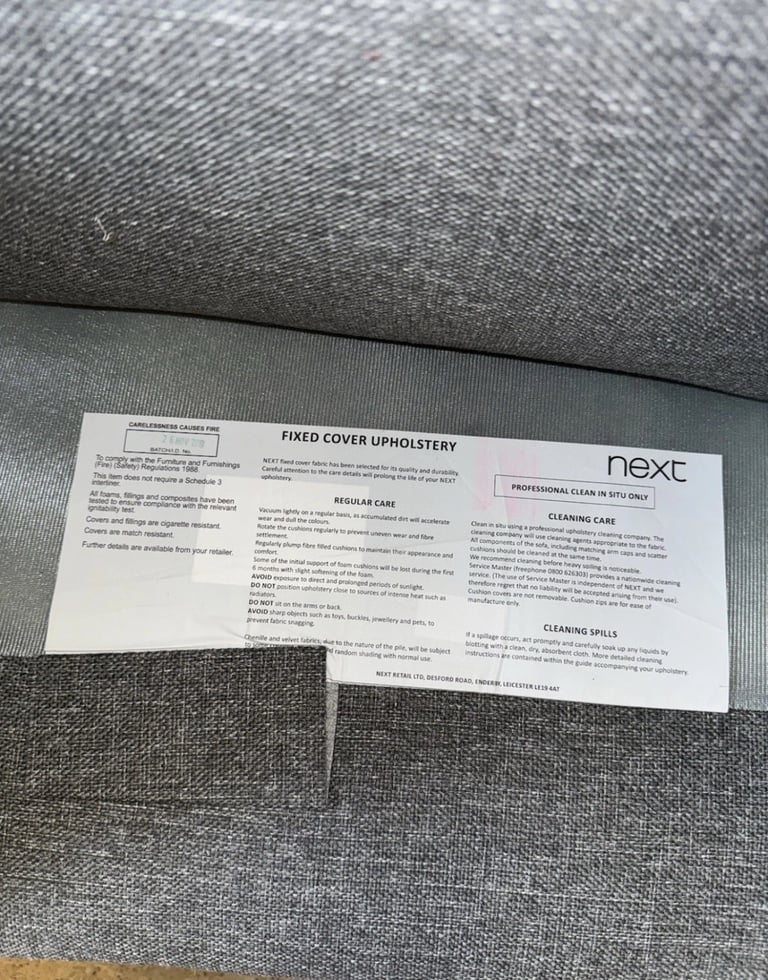 CARELESSNESS CAUSES FIRE
26 NOV
BATCH/I.D. No.
To comply with the Furniture and Furnishings
(Fire) (Safety) Regulations 1988.
This item does not require a Schedule 3
interliner.
All foams, fillings and composites have been
tested to ensure compliance with the relevant
ignitability test.
Covers and fillings are cigarette resistant.
Covers are match resistant.
Further details are available from your retailer.
FIXED COVER UPHOLSTERY
NEXT fixed cover fabric has been selected for its quality and durability.
Careful attention to the care details will prolong the life of your NEXT
upholstery.
REGULAR CARE
Vacuum lightly on a regular basis, as accumulated dirt will accelerate
wear and dull the colours.
Rotate the cushions regularly to prevent uneven wear and fibre
settlement.
Regularly plump fibre filled cushions to maintain their appearance and
comfort.
Some of the initial support of foam cushions will be lost during the first
6 months with slight softening of the foam.
AVOID exposure to direct and prolonged periods of sunlight.
DO NOT position upholstery close to sources of intense heat such as
radiators.
DO NOT sit on the arms or back.
AVOID sharp objects such as toys, buckles, jewellery and pets, to
prevent fabric snagging.
Chenille and velvet fabrics, due to the nature of the pile, will be subject
to some random shading with normal use.
next
PROFESSIONAL CLEAN IN SITU ONLY
CLEANING CARE
Clean in situ using a professional upholstery cleaning company. The
cleaning company will use cleaning agents appropriate to the fabric.
All components of the sofa, including matching arm caps and scatter
cushions should be cleaned at the same time.
We recommend cleaning before heavy soiling is noticeable.
Service Master (Freephone 0800 626303) provides a nationwide cleaning
service. (The use of Service Master is independent of NEXT and we
therefore regret that no liability will be accepted arising from their use).
Cushion covers are not removable. Cushion zips are for ease of
manufacture only.
CLEANING SPILLS
If a spillage occurs, act promptly and carefully soak up any liquids by
blotting with a clean, dry, absorbent cloth. More detailed cleaning
instructions are contained within the guide accompanying your upholstery.
NEXT RETAIL LTD, DESFORD ROAD, ENDERBY, LEICESTER LE19 4AT